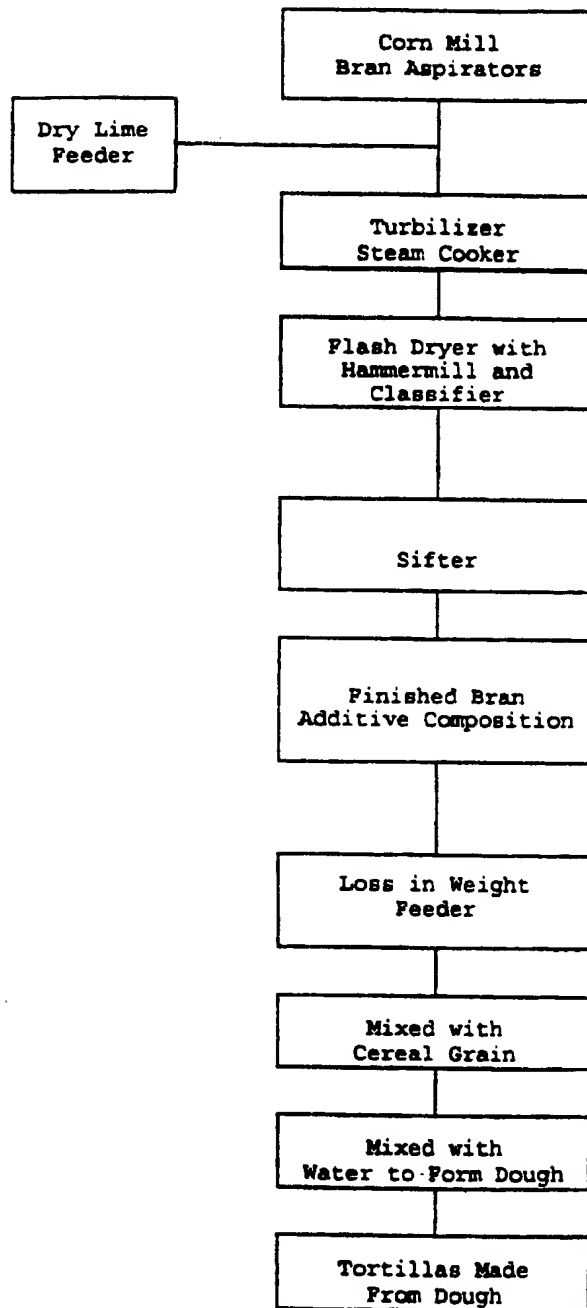 Corn Mill
Bran Aspirators
Dry Lime
Feeder
Turbilizer
Steam Cooker
Flash Dryer with
Hammermill and
Classifier
Sifter
Finished Bran
Additive Composition
Loss in Weight
Feeder
Mixed with
Cereal Grain
Mixed with
Water to Form Dough
Tortillas Made
From Dough